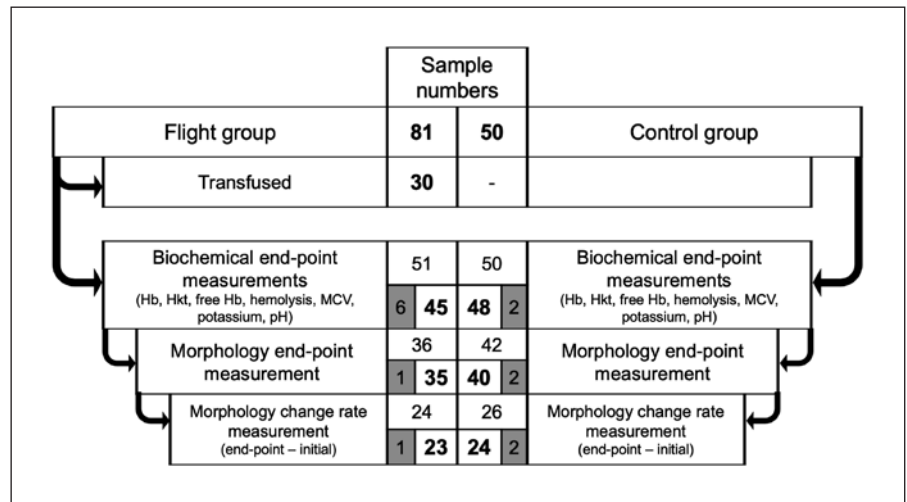 Sample
numbers
Flight group
81
50
Control group
Transfused
30
-
Biochemical end-point
measurements
(Hb, Hkt, free Hb, hemolysis, MCV,
potassium, pH)
51
50
6
45
48
2
Biochemical end-point
measurements
(Hb, Hkt, free Hb, hemolysis, MCV,
potassium, pH)
Morphology end-point
measurement
36
42
1
35
40
2
Morphology end-point
measurement
Morphology change rate
measurement
(end-point – initial)
24
26
1
23
24
2
Morphology change rate
measurement
(end-point – initial)